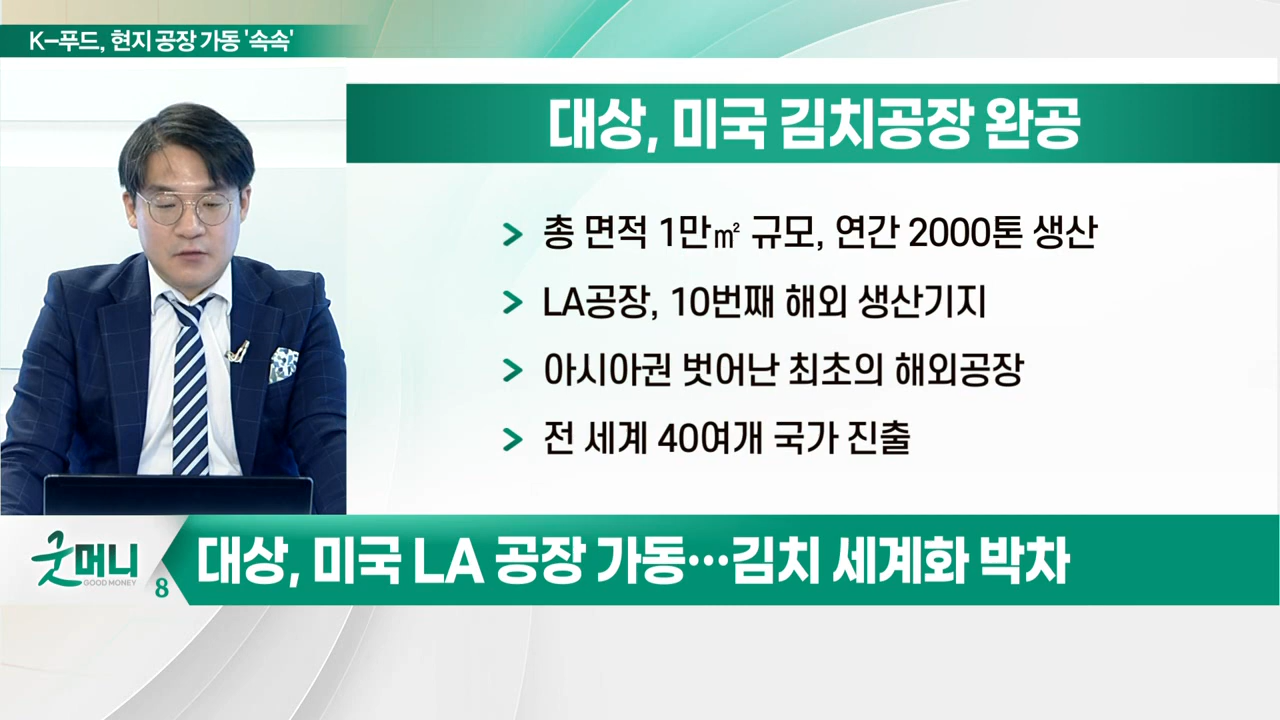 K-푸드, 현지 공장 가동 '속속'
대상, 미국 김치공장 완공
> 총 면적 1만㎡ 규모, 연간 2000톤 생산
> LA공장, 10번째 해외 생산기지
> 아시아권 벗어난 최초의 해외공장
> 전 세계 40여개 국가 진출
굿머니
GOOD MONEY
8
대상, 미국 LA 공장 가동…김치 세계화 박차